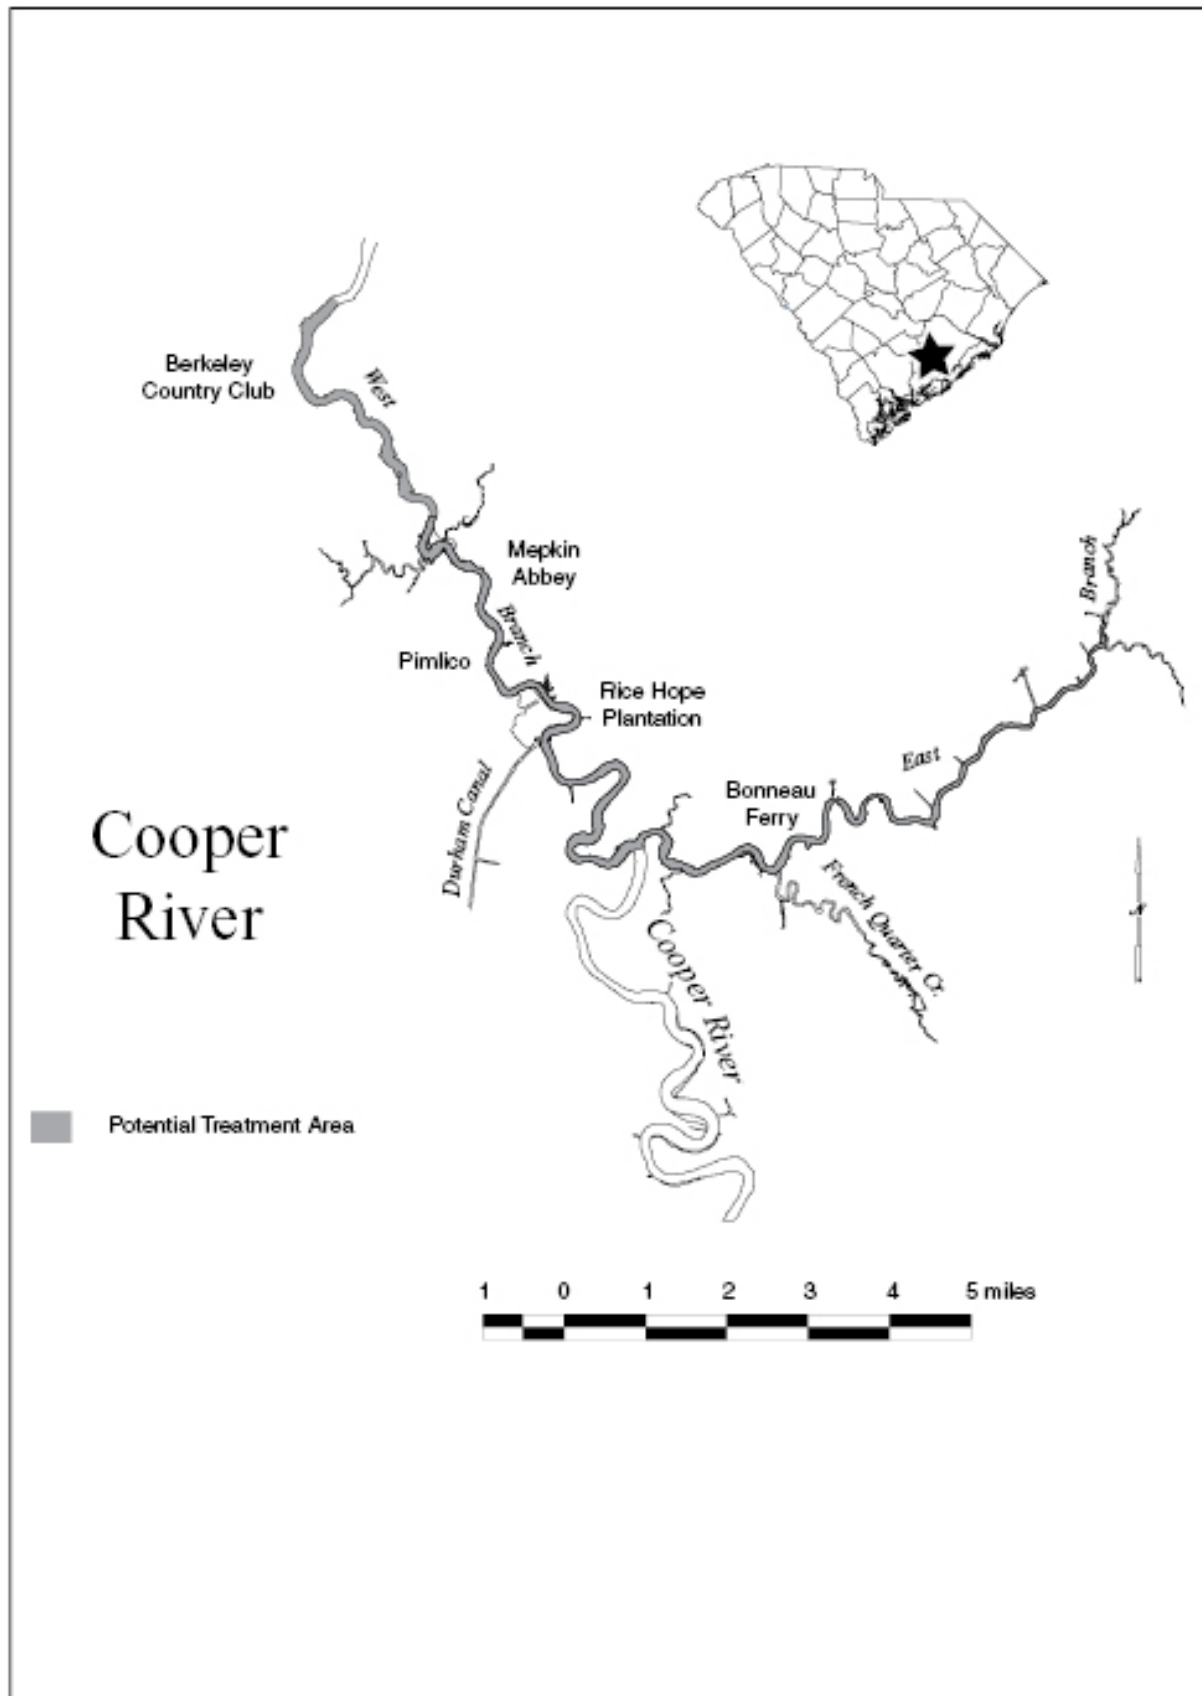 Berkeley
Country Club
West
Mepkin
Abbey
Branch
Pimlico
Rice Hope
Plantation
Durham Canal
Bonneau
Ferry
East
Branch
French Quarter Cr.
Cooper River
Cooper
River
N
Potential Treatment Area
1 0 1 2 3 4 5 miles